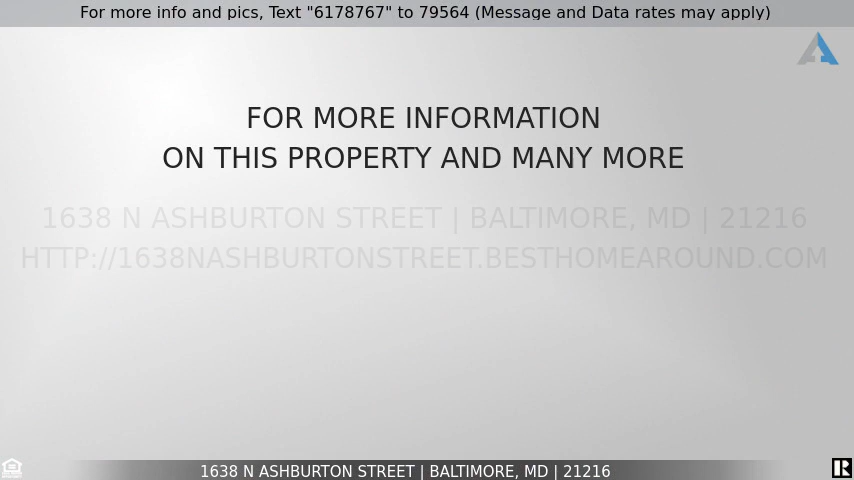 For more info and pics, Text "6178767" to 79564 (Message and Data rates may apply)
FOR MORE INFORMATION
ON THIS PROPERTY AND MANY MORE
1638 N ASHBURTON STREET | BALTIMORE, MD | 21216
HTTP://1638NASHBURTONSTREET.BESTHOMEAROUND.COM
1638 N ASHBURTON STREET | BALTIMORE, MD | 21216